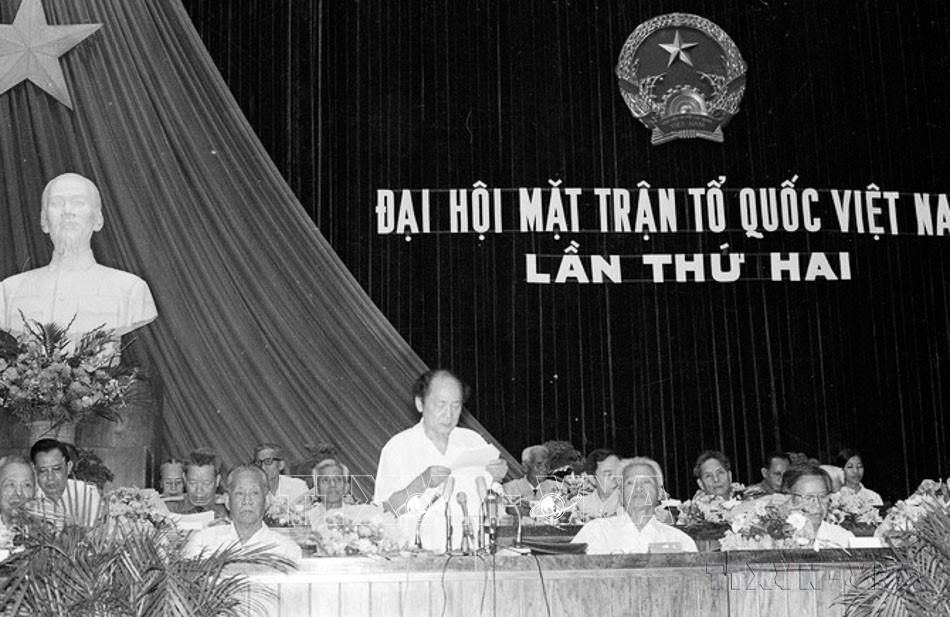 ĐẠI HỘI MẶT TRẬN TỔ QUỐC VIỆT NA
LẦN THỨ HAI